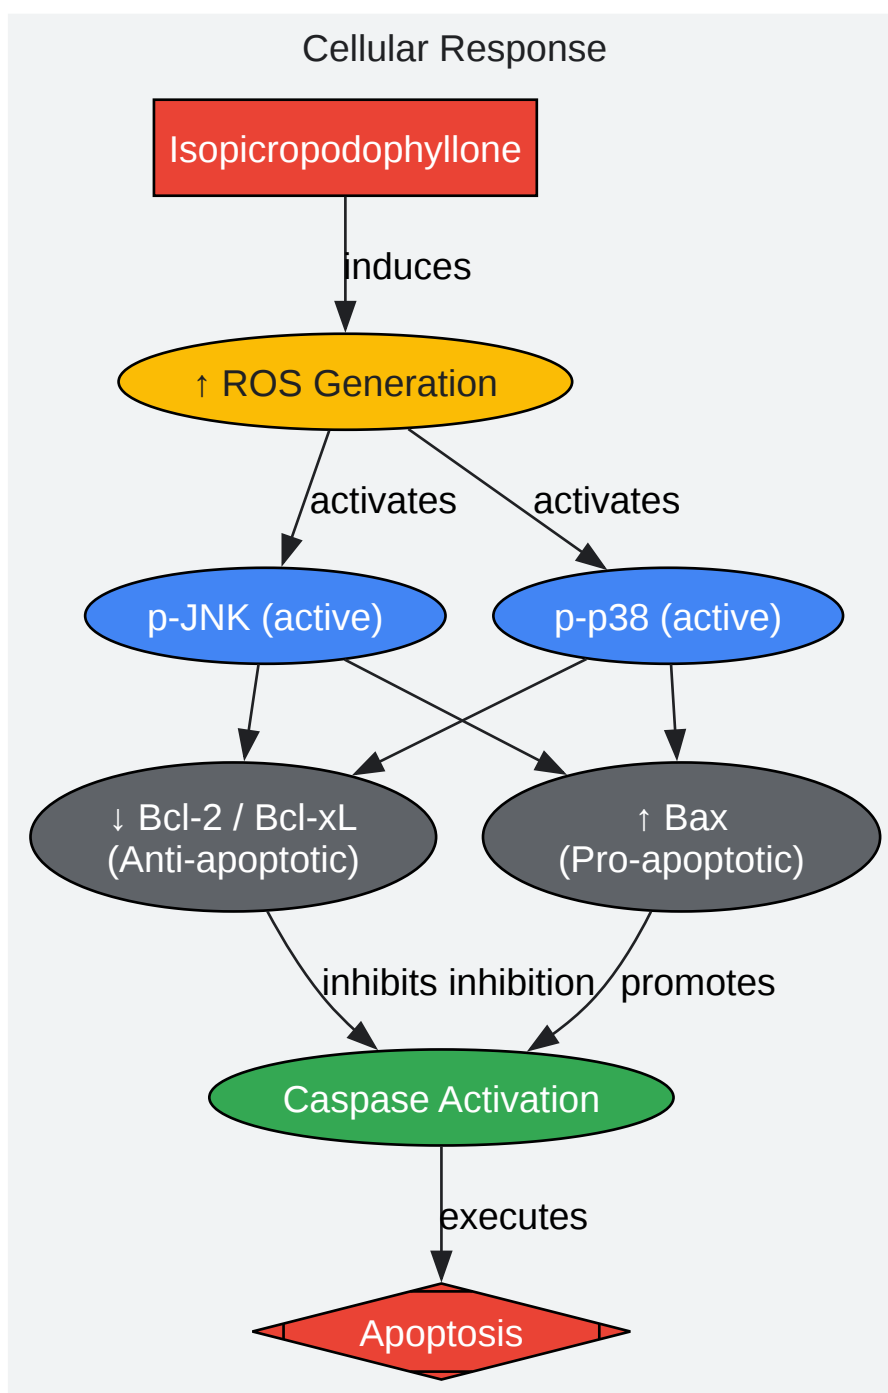 Cellular Response
Isopicropodophyllone
induces
↑ ROS Generation
activates
activates
p-JNK (active)
p-p38 (active)
↓ Bcl-2 / Bcl-xL
(Anti-apoptotic)
↑ Bax
(Pro-apoptotic)
inhibits inhibition
promotes
Caspase Activation
executes
Apoptosis